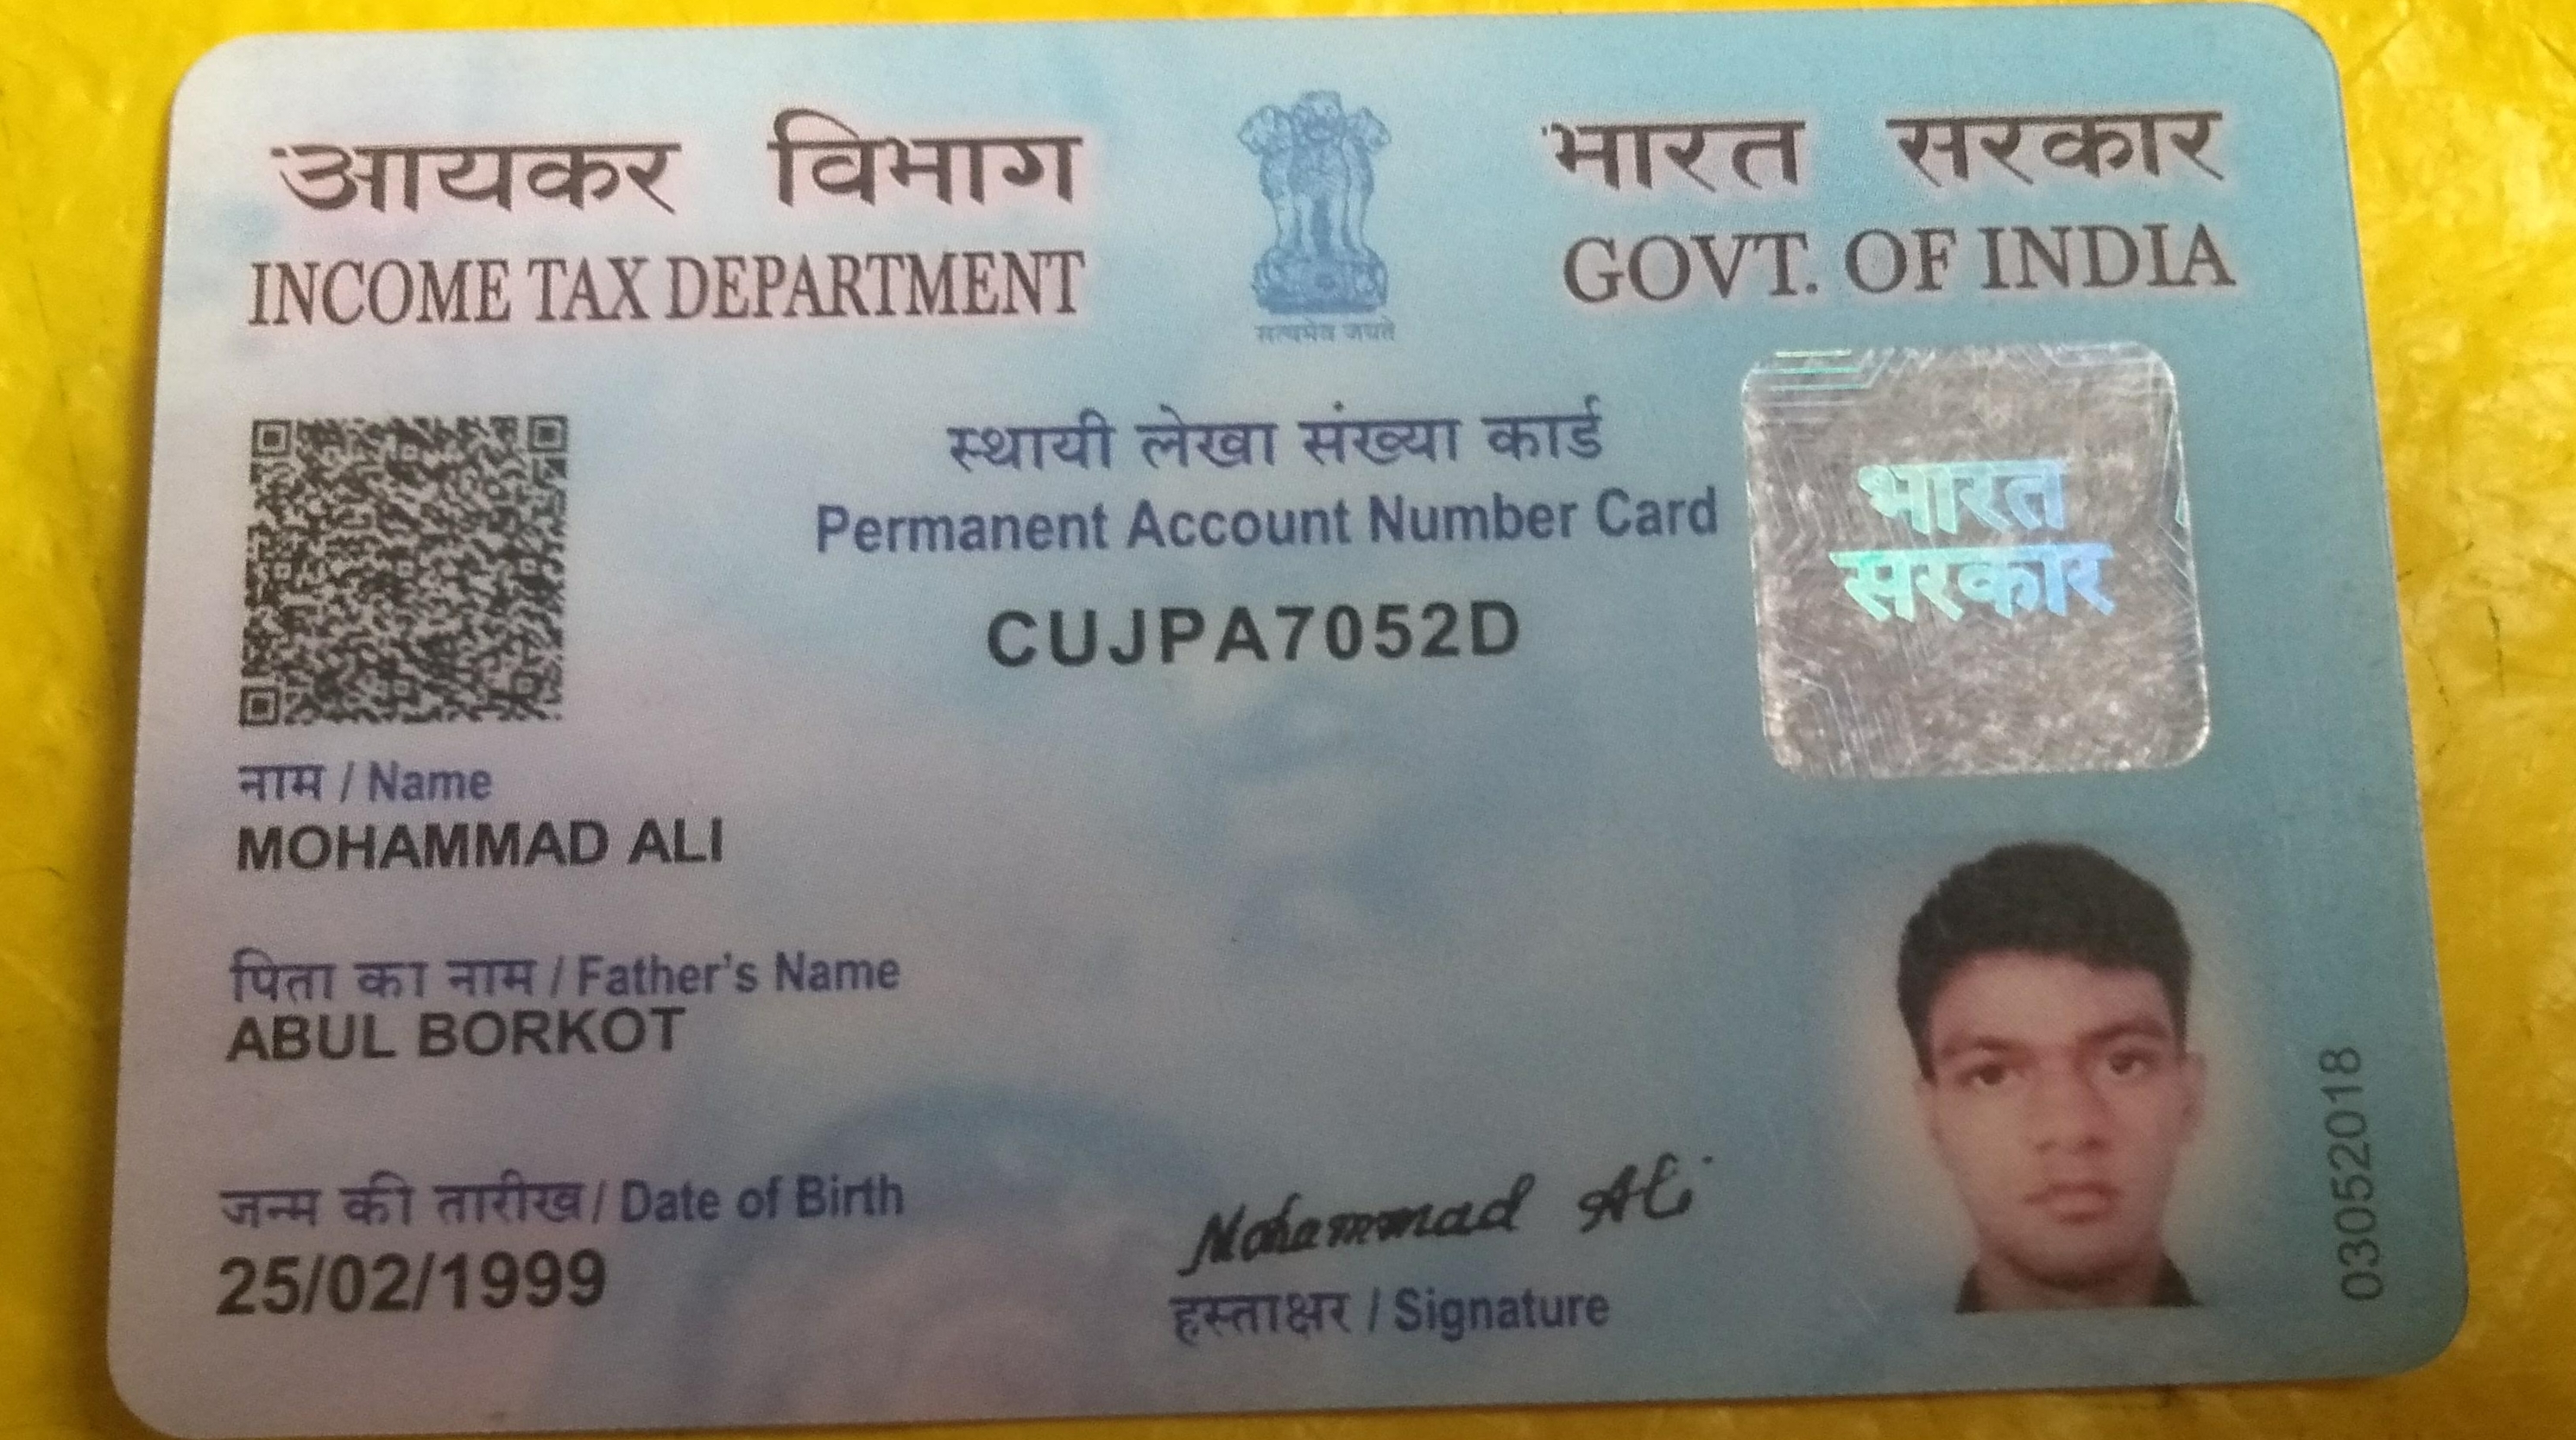 आयकर विभाग
INCOME TAX DEPARTMENT
सत्यमेव जयते
भारत सरकार
GOVT. OF INDIA
स्थायी लेखा संख्या कार्ड
Permanent Account Number Card
CUJPA7052D
भारत
सरकार
नाम / Name
MOHAMMAD ALI
पिता का नाम / Father's Name
ABUL BORKOT
जन्म की तारीख / Date of Birth
25/02/1999
Mohammad Ali
हस्ताक्षर / Signature
03052018